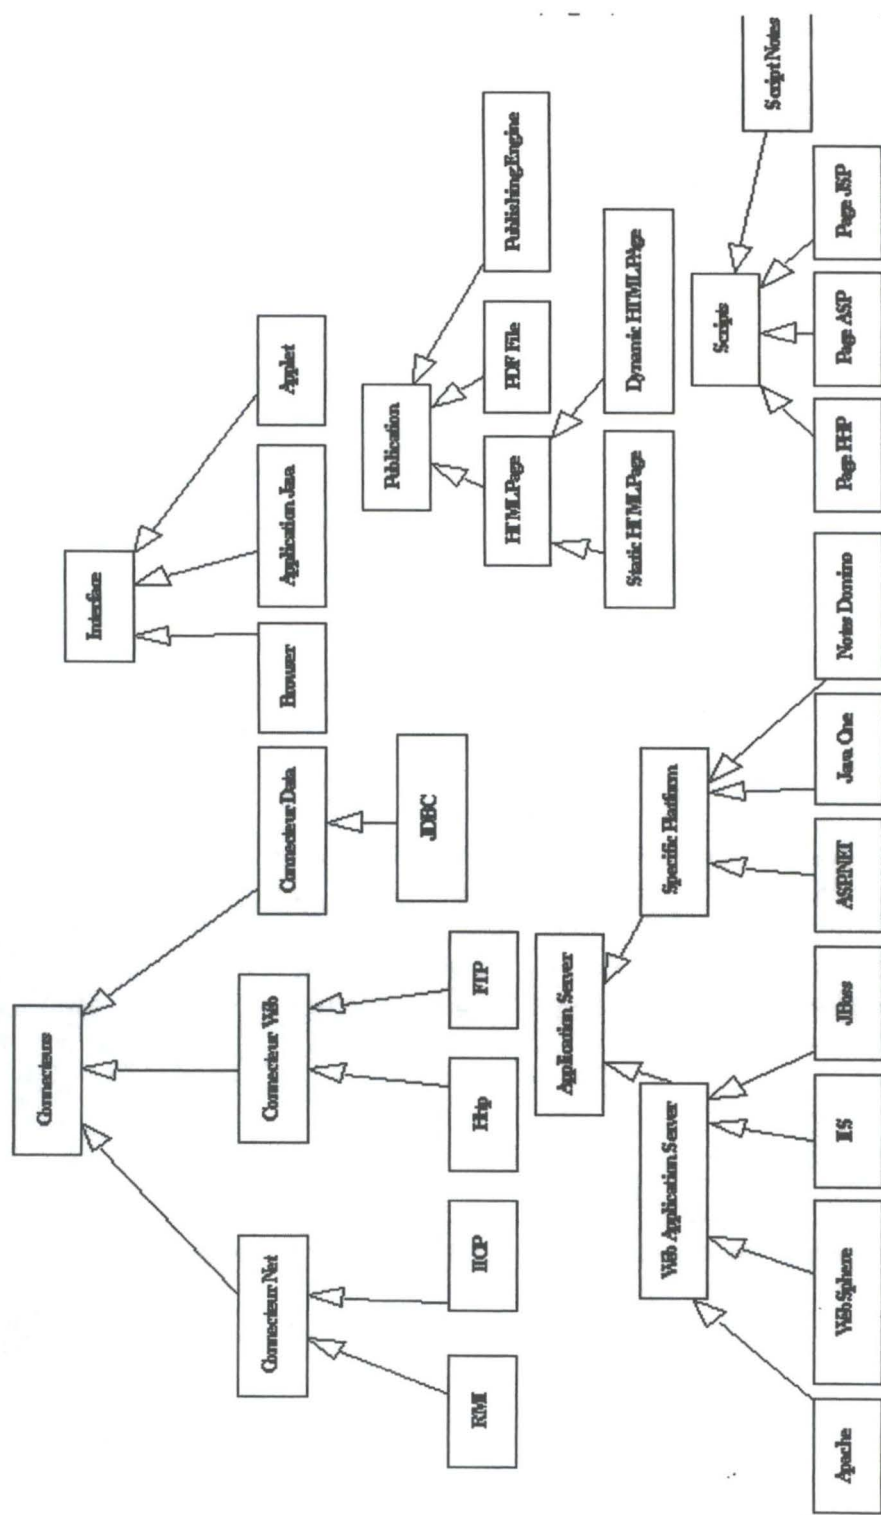 Connecteurs
Interface
Connecteur Net
Connecteur Web
Connecteur Data
Browser
Application Java
Applet
RMI
IIOP
Http
FTP
JDBC
Publication
HTML Page
PDF File
Publishing Engine
Static HTML Page
Dynamic HTML PAge
Application Server
Web Application Server
Specific Platform
Scripts
Apache
Web Sphere
IIS
JBoss
ASP.NET
Java One
Notes Domino
Page PHP
Page ASP
Page JSP
Script Notes